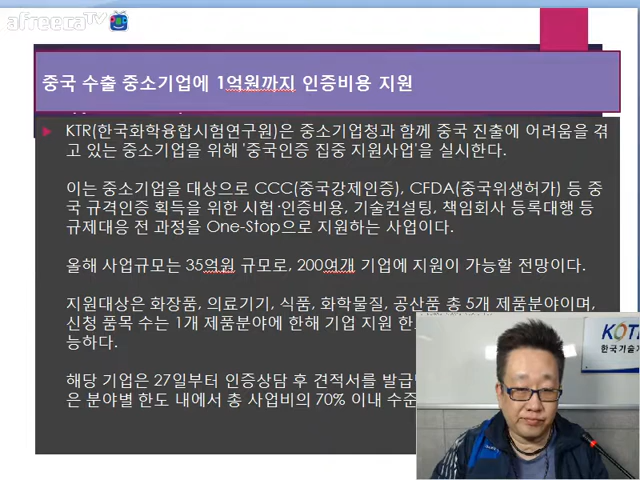 afreecaTV
중국 수출 중소기업에 1억원까지 인증비용 지원
KTR(한국화학융합시험연구원)은 중소기업청과 함께 중국 진출에 어려움을 겪
고 있는 중소기업을 위해 '중국인증 집중 지원사업'을 실시한다.
이는 중소기업을 대상으로 CCC(중국강제인증), CFDA(중국위생허가) 등 중
국 규격인증 획득을 위한 시험·인증비용, 기술컨설팅, 책임회사 등록대행 등
규제대응 전 과정을 One-Stop으로 지원하는 사업이다.
올해 사업규모는 35억원 규모로, 200여개 기업에 지원이 가능할 전망이다.
지원대상은 화장품, 의료기기, 식품, 화학물질, 공산품 총 5개 제품분야이며,
신청 품목 수는 1개 제품분야에 한해 기업 지원 한
능하다.
해당 기업은 27일부터 인증상담 후 견적서를 발급
은 분야별 한도 내에서 총 사업비의 70% 이내 수준
한국기술